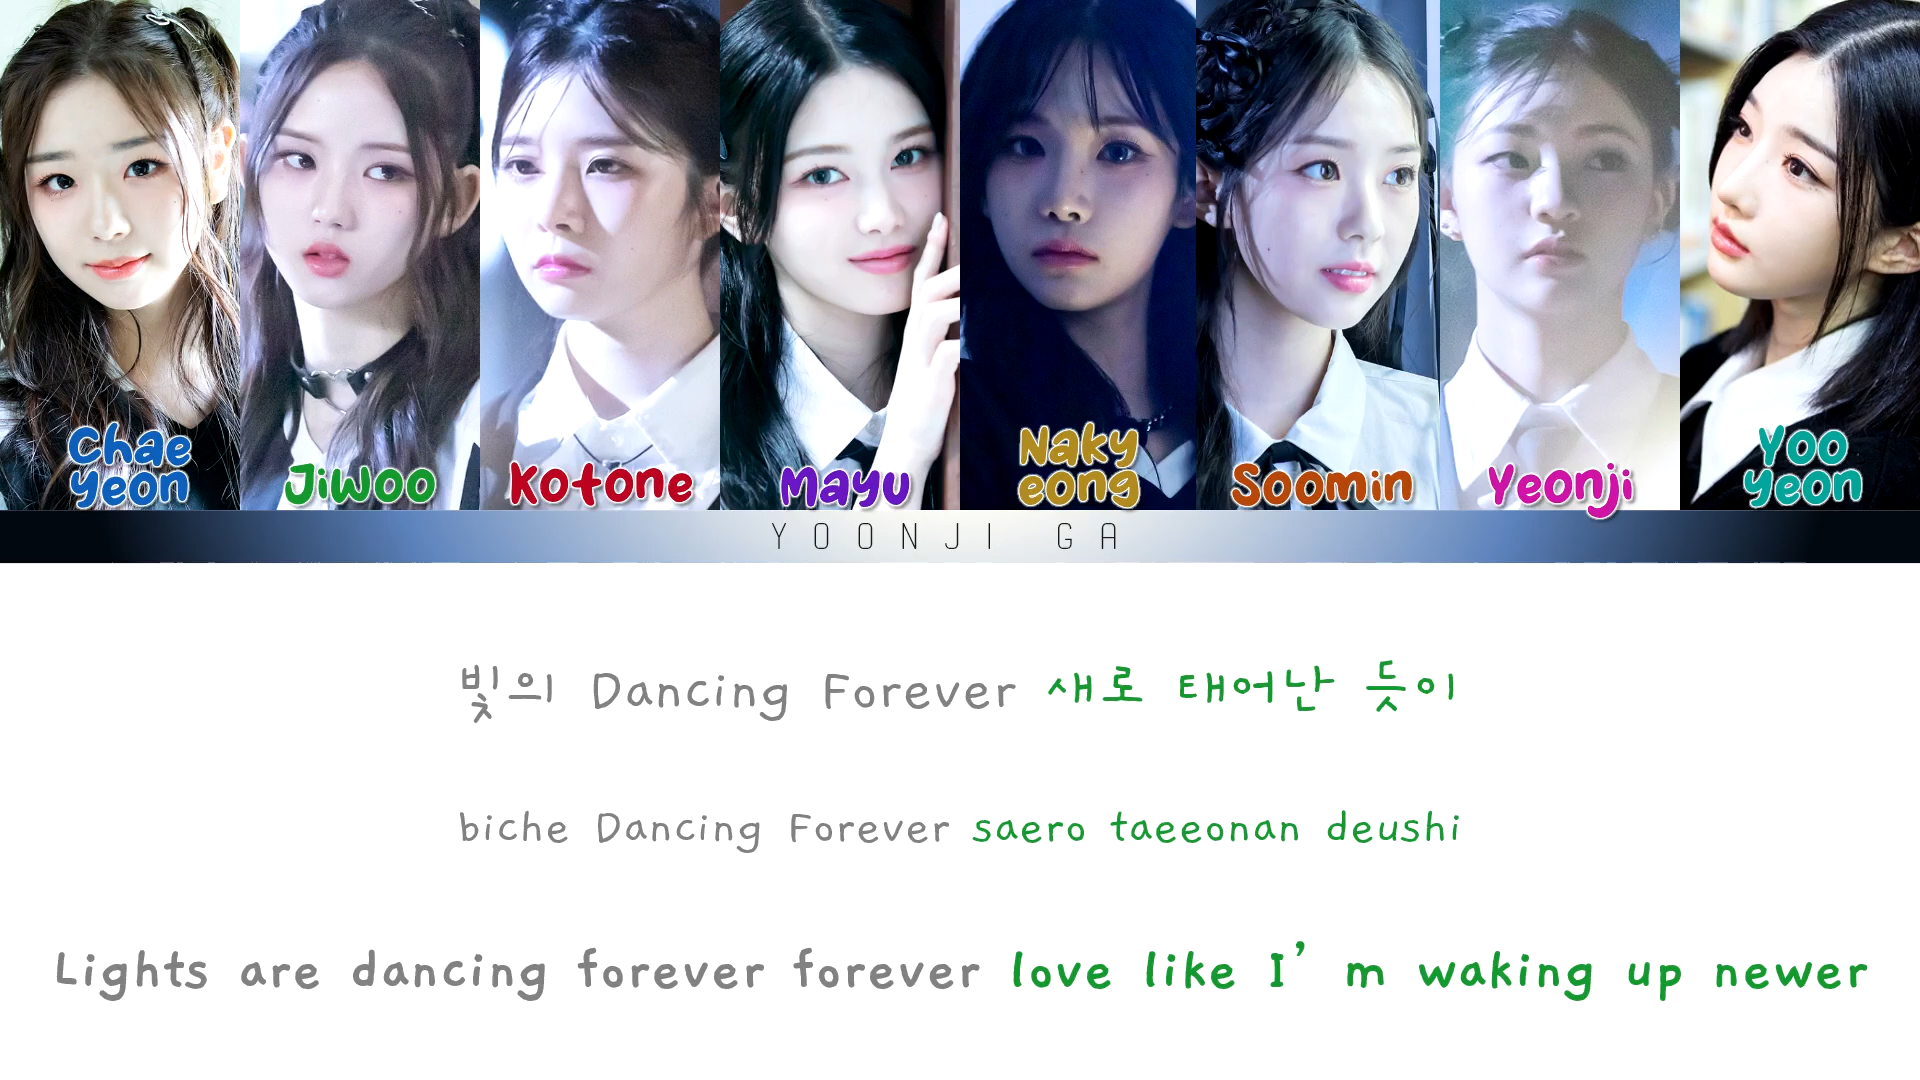 Chae
yeon
JiWoo
Kotone
Mayu
Naky
eong
Soomin
Yeonji
Yoo
yeon
YOONJI GA
빛의 Dancing Forever 새로 태어난 듯이
biche Dancing Forever saero taeeonan deushi
Lights are dancing forever forever love like I’m waking up newer